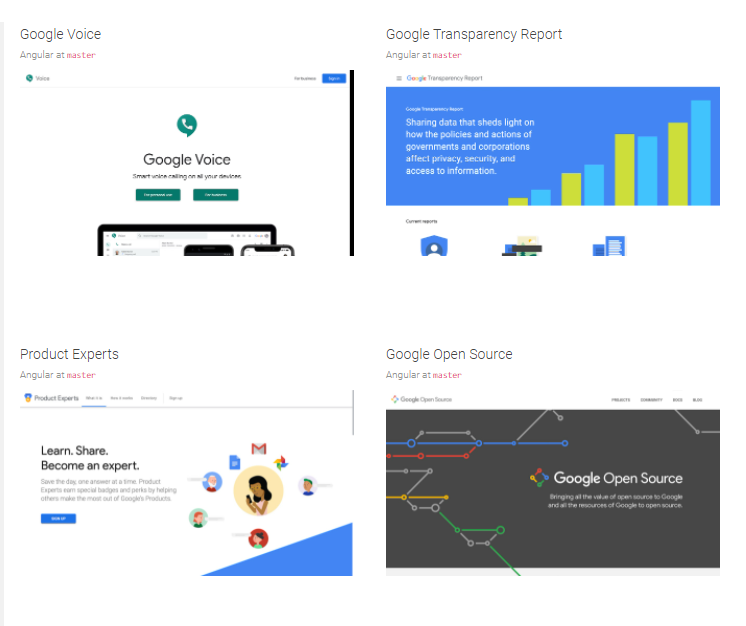 Google Voice
Angular at master
Voice
For business
Sign in
Google Voice
Smart voice calling on all your devices
For personal use
For business
Google Transparency Report
Angular at master
Google Transparency Report
Google Transparency Report
Sharing data that sheds light on
how the policies and actions of
governments and corporations
affect privacy, security, and
access to information.
Current reports
Product Experts
Angular at master
Product Experts
What it is
How it works
Directory
Sign up
Learn. Share.
Become an expert.
Save the day, one answer at a time. Product
Experts earn special badges and perks by helping
others make the most out of Google's Products.
SIGN UP
Google Open Source
Angular at master
Google Open Source
PROJECTS
COMMUNITY
DOCS
BLOG
Google Open Source
Bringing all the value of open source to Google
and all the resources of Google to open source.